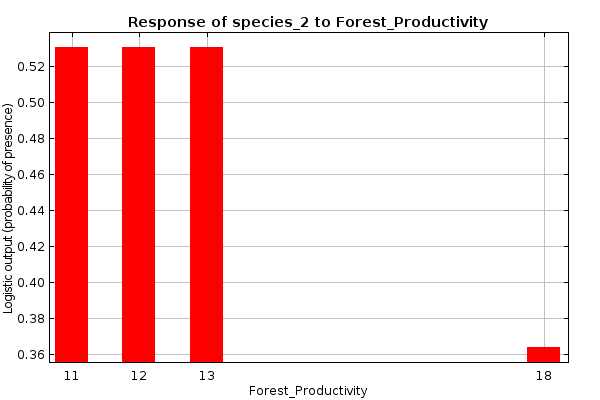 Response of species_2 to Forest_Productivity
Logistic output (probability of presence)
0.52
0.50
0.48
0.46
0.44
0.42
0.40
0.38
0.36
11 12 13 18
Forest_Productivity